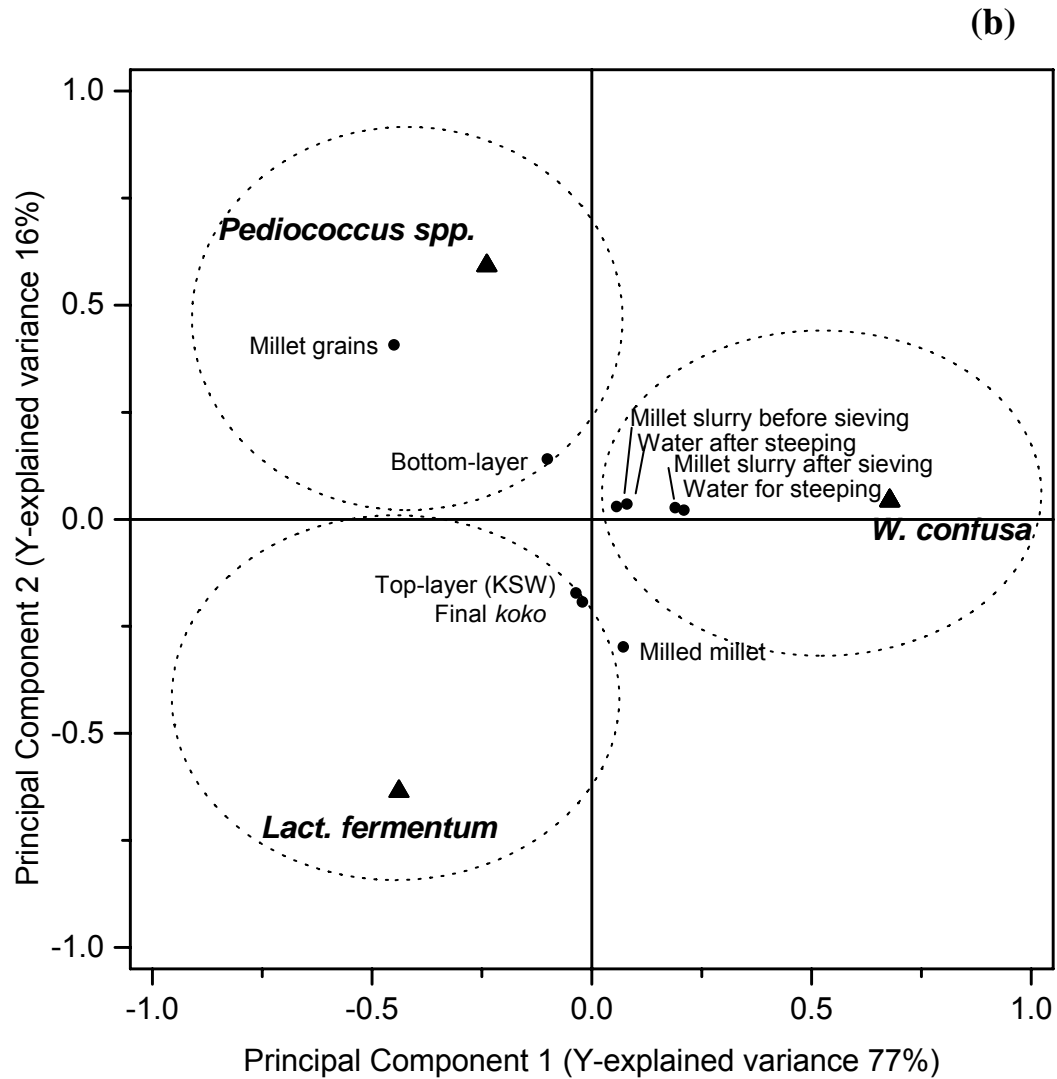 (b)
1.0
Pediococcus spp.
0.5
Millet grains
Millet slurry before sieving
Water after steeping
Bottom-layer
Millet slurry after sieving
Water for steeping
0.0
W. confusa
Top-layer (KSW)
Final koko
Milled millet
-0.5
Lact. fermentum
-1.0
-1.0 -0.5 0.0 0.5 1.0
Principal Component 1 (Y-explained variance 77%)
Principal Component 2 (Y-explained variance 16%)